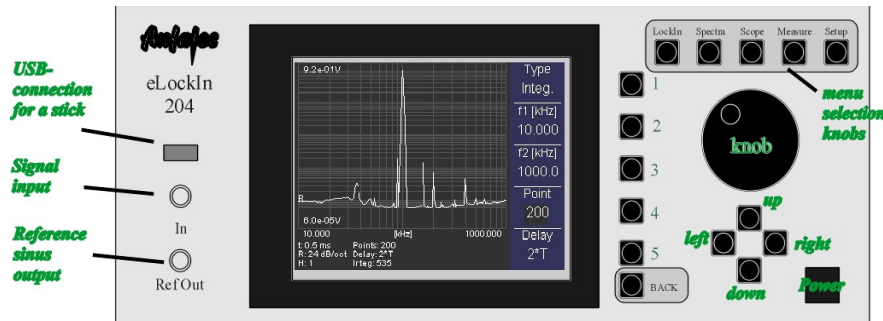 Anfatec
eLockIn
204
USB-
connection
for a stick
Signal
input
In
Reference
sinus
output
RefOut
9.2e-01V
R
6.0e-05V
10.000 [kHz] 1000.000
t: 0.5 ms Points: 200
R: 24 dB/oct Delay: 2*T
H: 1 Integ: 535
Type
Integ.
f1 [kHz]
10.000
f2 [kHz]
1000.0
Point
200
Delay
2*T
LockIn Spectra Scope Measure Setup
menu
selection
knobs
1
2
3
4
5
BACK
knob
up
left
right
down
Power